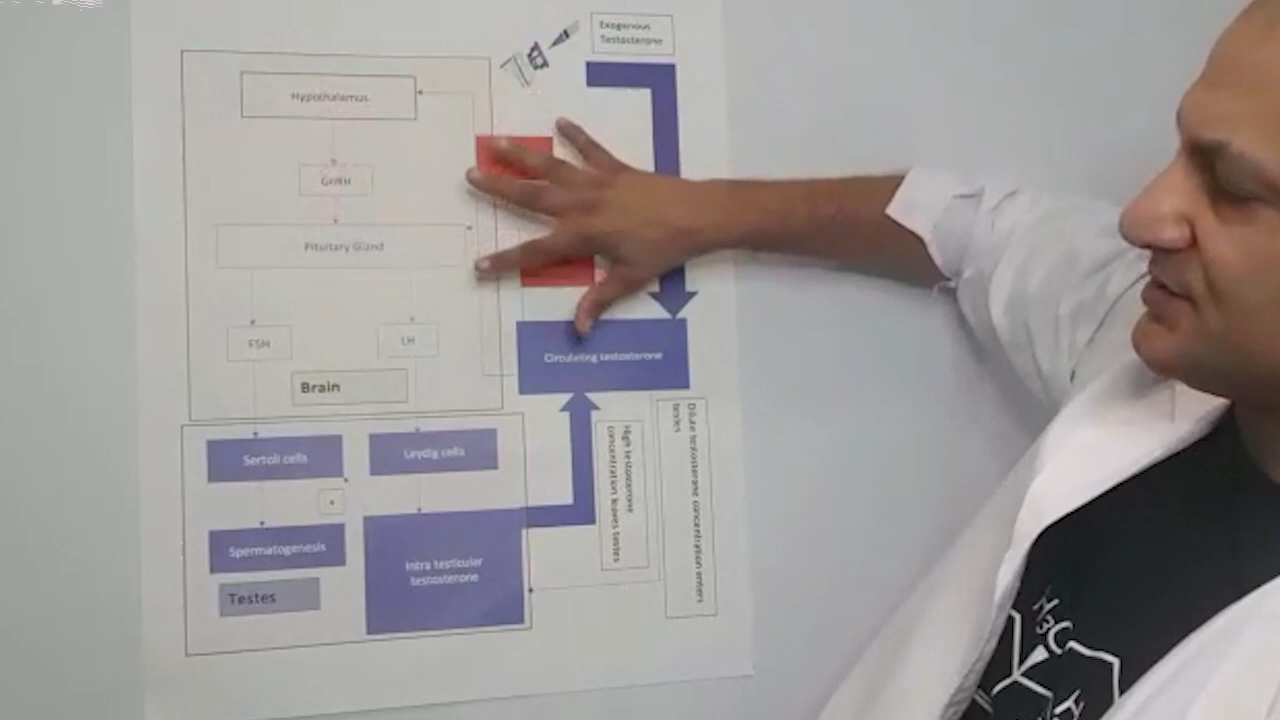 Exogenous
Testosterone
Hypothalamus
GnRH
Pituitary Gland
FSH
LH
Brain
Circulating testosterone
Sertoli cells
Leydig cells
High testosterone
concentration leaves testes
Dilute testosterone concentration enters
testes
Spermatogenesis
Intra testicular
testosterone
Testes
H₃C
H